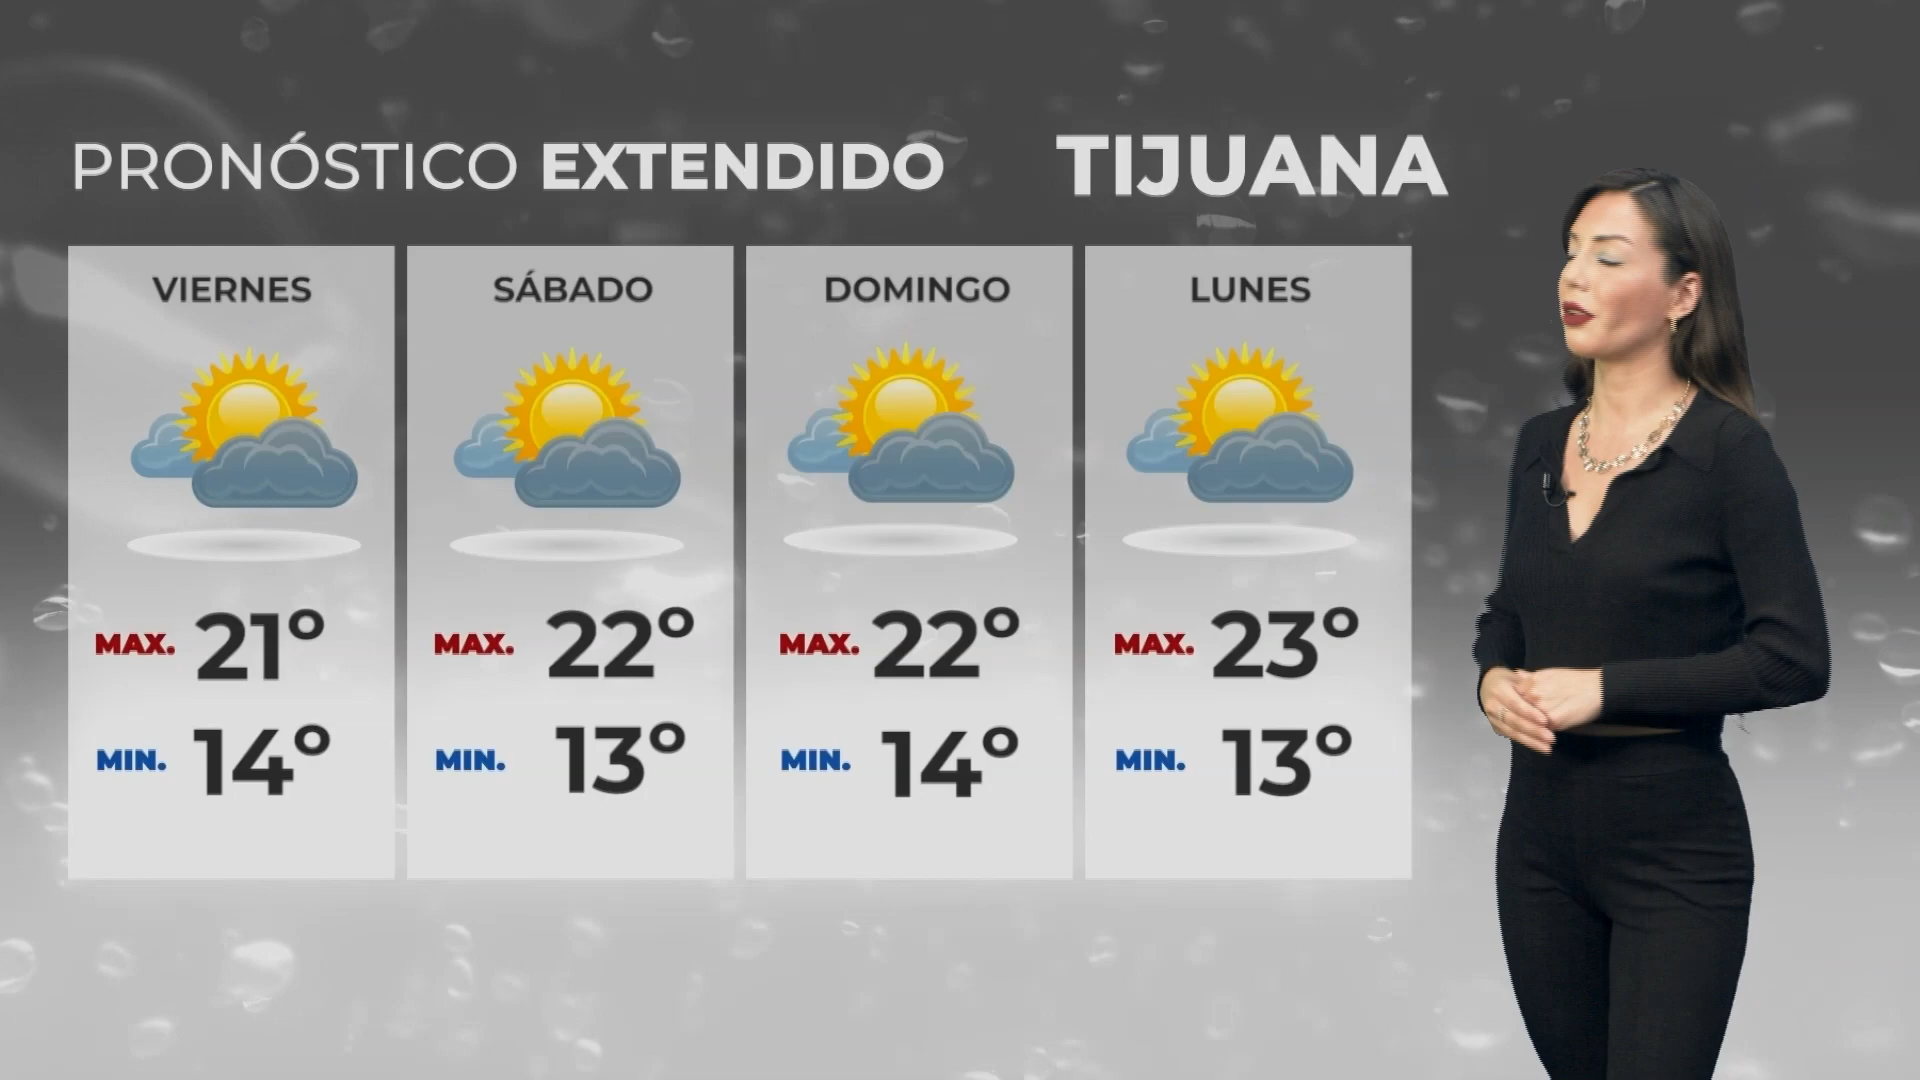 PRONÓSTICO EXTENDIDO TIJUANA
VIERNES
MAX. 21°
MIN. 14°
SÁBADO
MAX. 22°
MIN. 13°
DOMINGO
MAX. 22°
MIN. 14°
LUNES
MAX. 23°
MIN. 13°